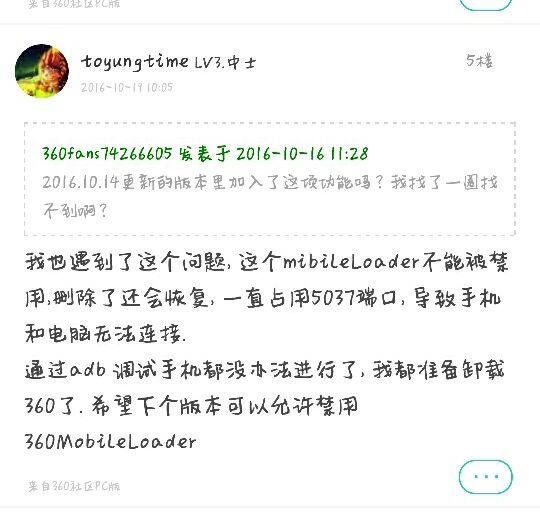 来自360社区PC版
toyungtime LV3.中士
5楼
2016-10-19 10:05
360fans74266605 发表于 2016-10-16 11:28
2016.10.14更新的版本里加入了这项功能吗？我找了一圈找
不到啊？
我也遇到了这个问题, 这个mibileLoader不能被禁
用,删除了还会恢复, 一直占用5037端口, 导致手机
和电脑无法连接.
通过adb 调试手机都没办法进行了, 我都准备卸载
360了. 希望下个版本可以允许禁用
360MobileLoader
来自360社区PC版